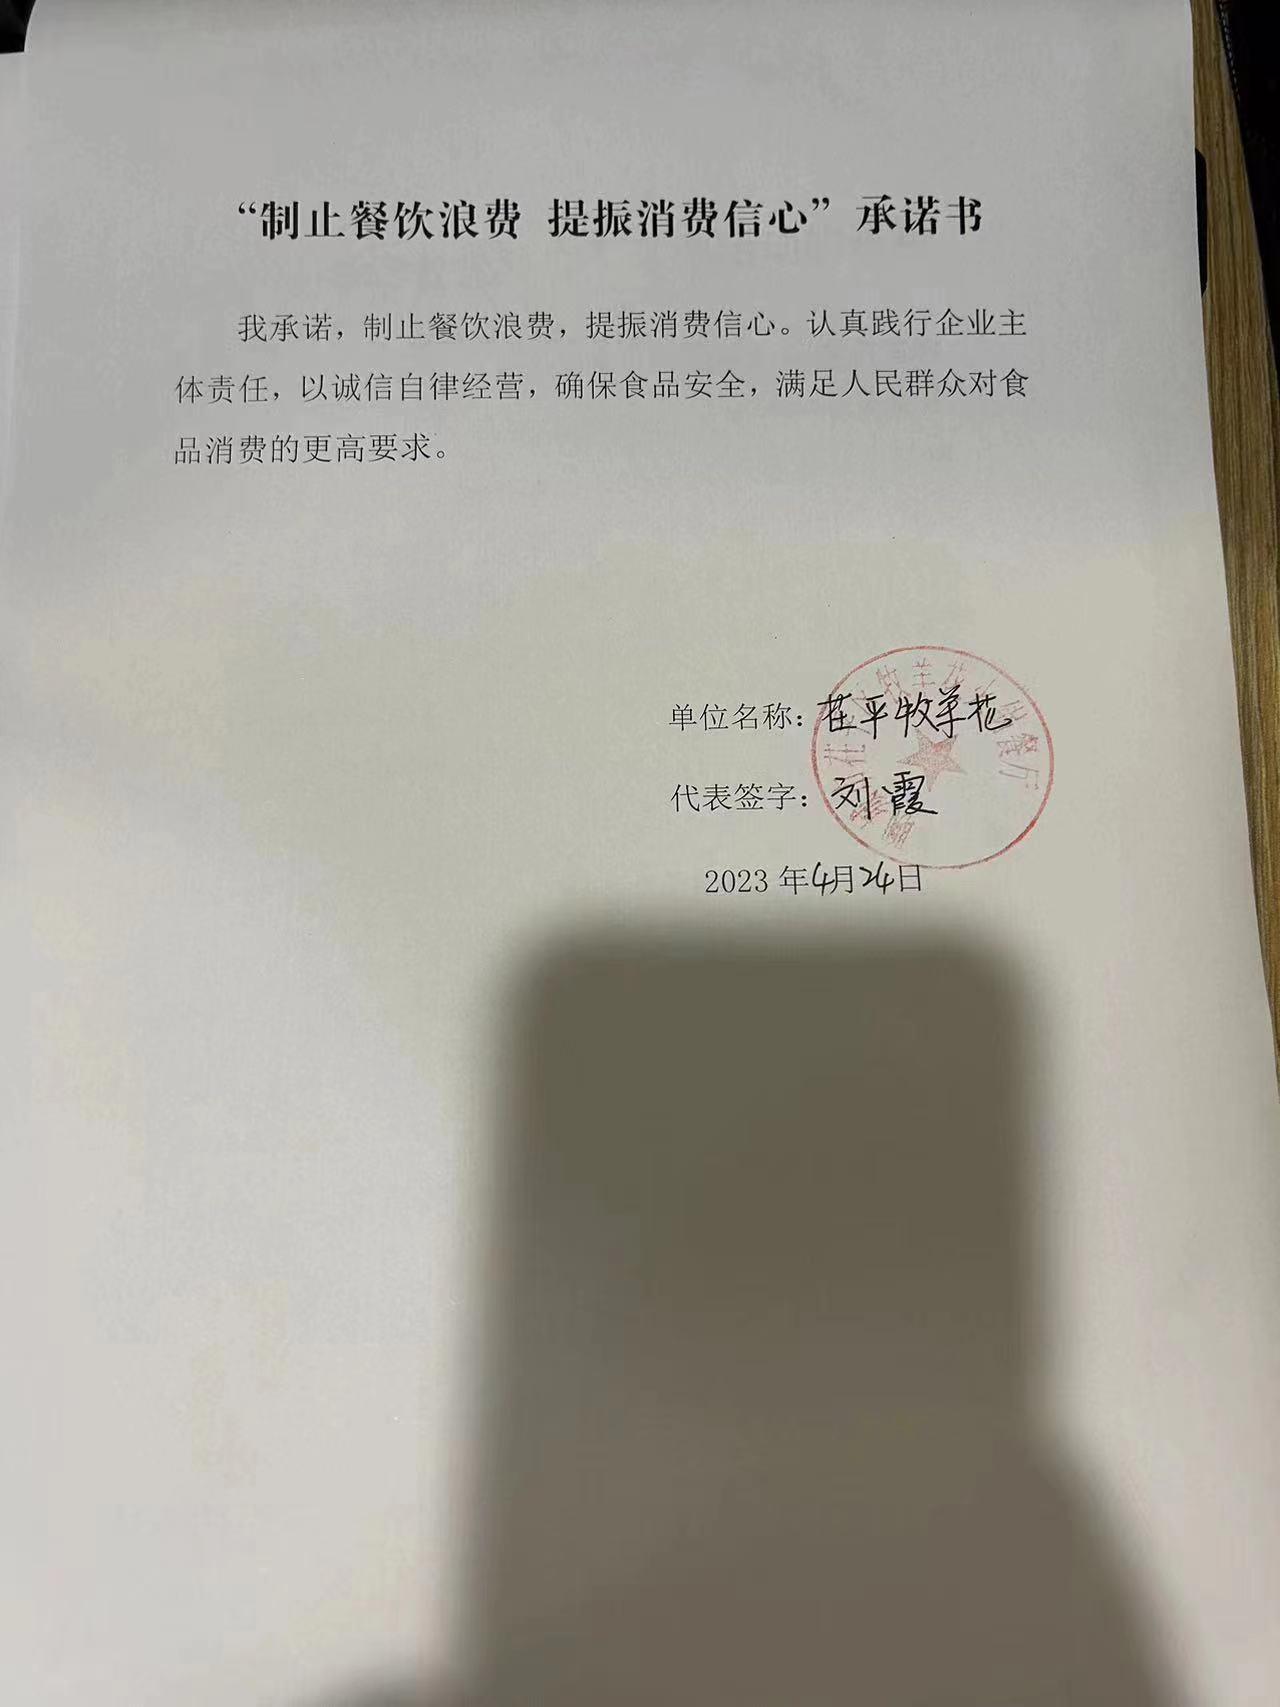 “制止餐饮浪费 提振消费信心”承诺书
我承诺，制止餐饮浪费，提振消费信心。认真践行企业主
体责任，以诚信自律经营，确保食品安全，满足人民群众对食
品消费的更高要求。
单位名称：茌平牧羊花
代表签字：刘霞
2023年4月24日